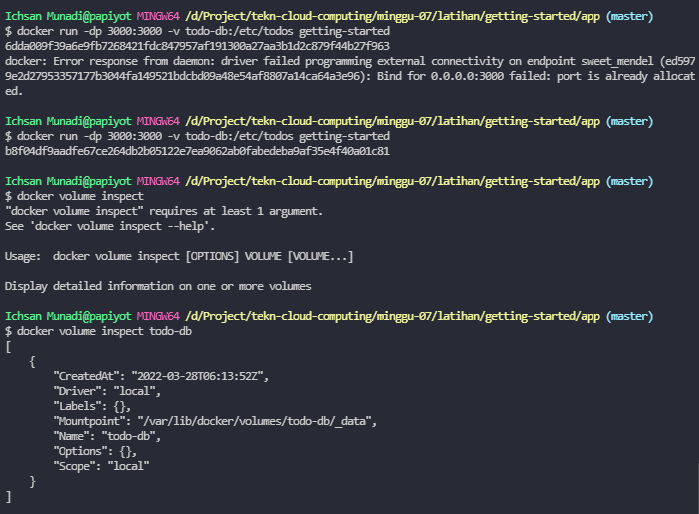 Ichsan Munadi@papiyot MINGW64 /d/Project/tekn-cloud-computing/minggu-07/latihan/getting-started/app (master)
$ docker run -dp 3000:3000 -v todo-db:/etc/todos getting-started
6dda009f39a6e9fb7268421fdc847957af191300a27aa3b1d2c879f44b27f963
docker: Error response from daemon: driver failed programming external connectivity on endpoint sweet_mendel (ed597
9e2d27953357177b3044fa149521bdcbd09a48e54af8807a14ca64a3e96): Bind for 0.0.0.0:3000 failed: port is already allocat
ed.
Ichsan Munadi@papiyot MINGW64 /d/Project/tekn-cloud-computing/minggu-07/latihan/getting-started/app (master)
$ docker run -dp 3000:3000 -v todo-db:/etc/todos getting-started
b8f04df9aadfe67ce264db2b05122e7ea9062ab0fabedeba9af35e4f40a01c81
Ichsan Munadi@papiyot MINGW64 /d/Project/tekn-cloud-computing/minggu-07/latihan/getting-started/app (master)
$ docker volume inspect
"docker volume inspect" requires at least 1 argument.
See 'docker volume inspect --help'.
Usage:  docker volume inspect [OPTIONS] VOLUME [VOLUME...]
Display detailed information on one or more volumes
Ichsan Munadi@papiyot MINGW64 /d/Project/tekn-cloud-computing/minggu-07/latihan/getting-started/app (master)
$ docker volume inspect todo-db
[
    {
        "CreatedAt": "2022-03-28T06:13:52Z",
        "Driver": "local",
        "Labels": {},
        "Mountpoint": "/var/lib/docker/volumes/todo-db/_data",
        "Name": "todo-db",
        "Options": {},
        "Scope": "local"
    }
]